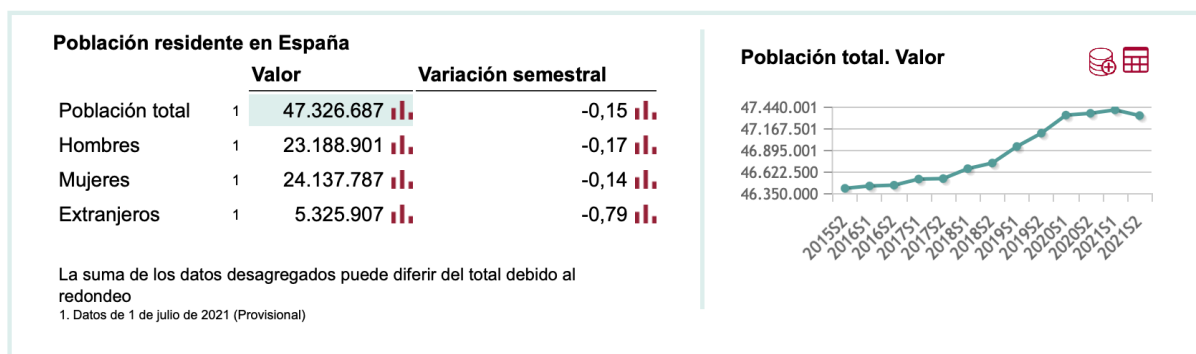 Población residente en España
Valor Variación semestral
Población total 1 47.326.687 -0,15
Hombres 1 23.188.901 -0,17
Mujeres 1 24.137.787 -0,14
Extranjeros 1 5.325.907 -0,79
La suma de los datos desagregados puede diferir del total debido al
redondeo
1. Datos de 1 de julio de 2021 (Provisional)
Población total. Valor
47.440.001
47.167.501
46.895.001
46.622.500
46.350.000
2015S2 2016S1 2016S2 2017S1 2017S2 2018S1 2018S2 2019S1 2019S2 2020S1 2020S2 2021S1 2021S2